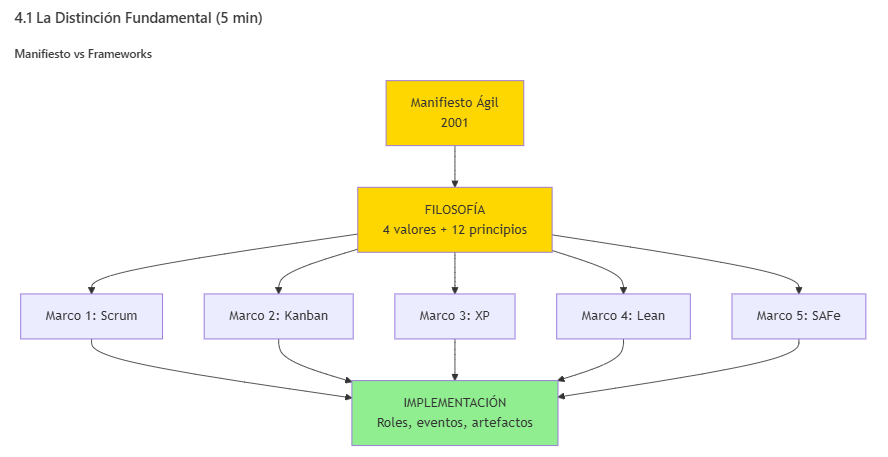 4.1 La Distinción Fundamental (5 min)
Manifiesto vs Frameworks
Manifiesto Ágil
2001
FILOSOFÍA
4 valores + 12 principios
Marco 1: Scrum
Marco 2: Kanban
Marco 3: XP
Marco 4: Lean
Marco 5: SAFe
IMPLEMENTACIÓN
Roles, eventos, artefactos